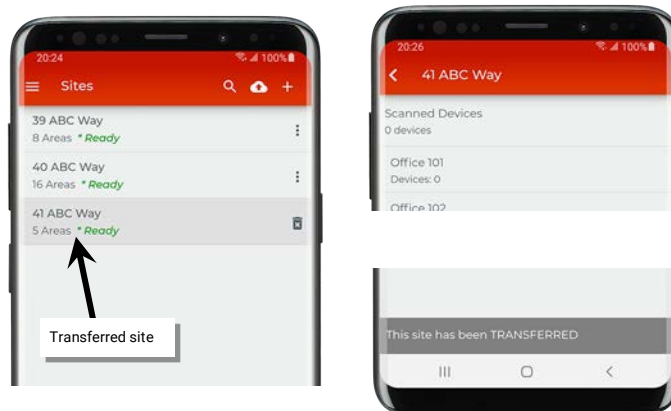 20:24 100%
Sites
39 ABC Way
8 Areas * Ready
40 ABC Way
16 Areas * Ready
41 ABC Way
5 Areas * Ready
Transferred site
20:26 100%
41 ABC Way
Scanned Devices
0 devices
Office 101
Devices: 0
Office 102
This site has been TRANSFERRED